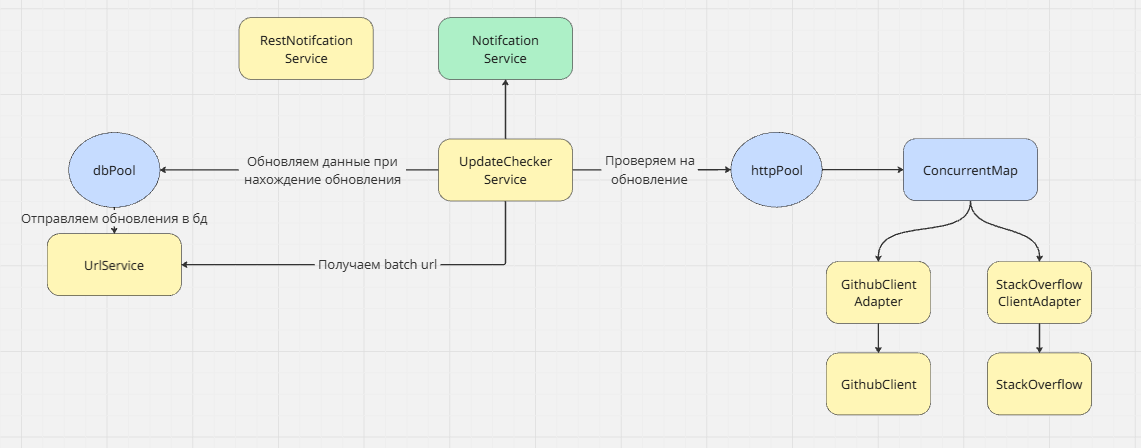 RestNotifcation
Service
Notifcation
Service
dbPool
Обновляем данные при
нахождение обновления
UpdateChecker
Service
Проверяем на
обновление
httpPool
ConcurrentMap
Отправляем обновления в бд
UrlService
Получаем batch url
GithubClient
Adapter
StackOverflow
ClientAdapter
GithubClient
StackOverflow